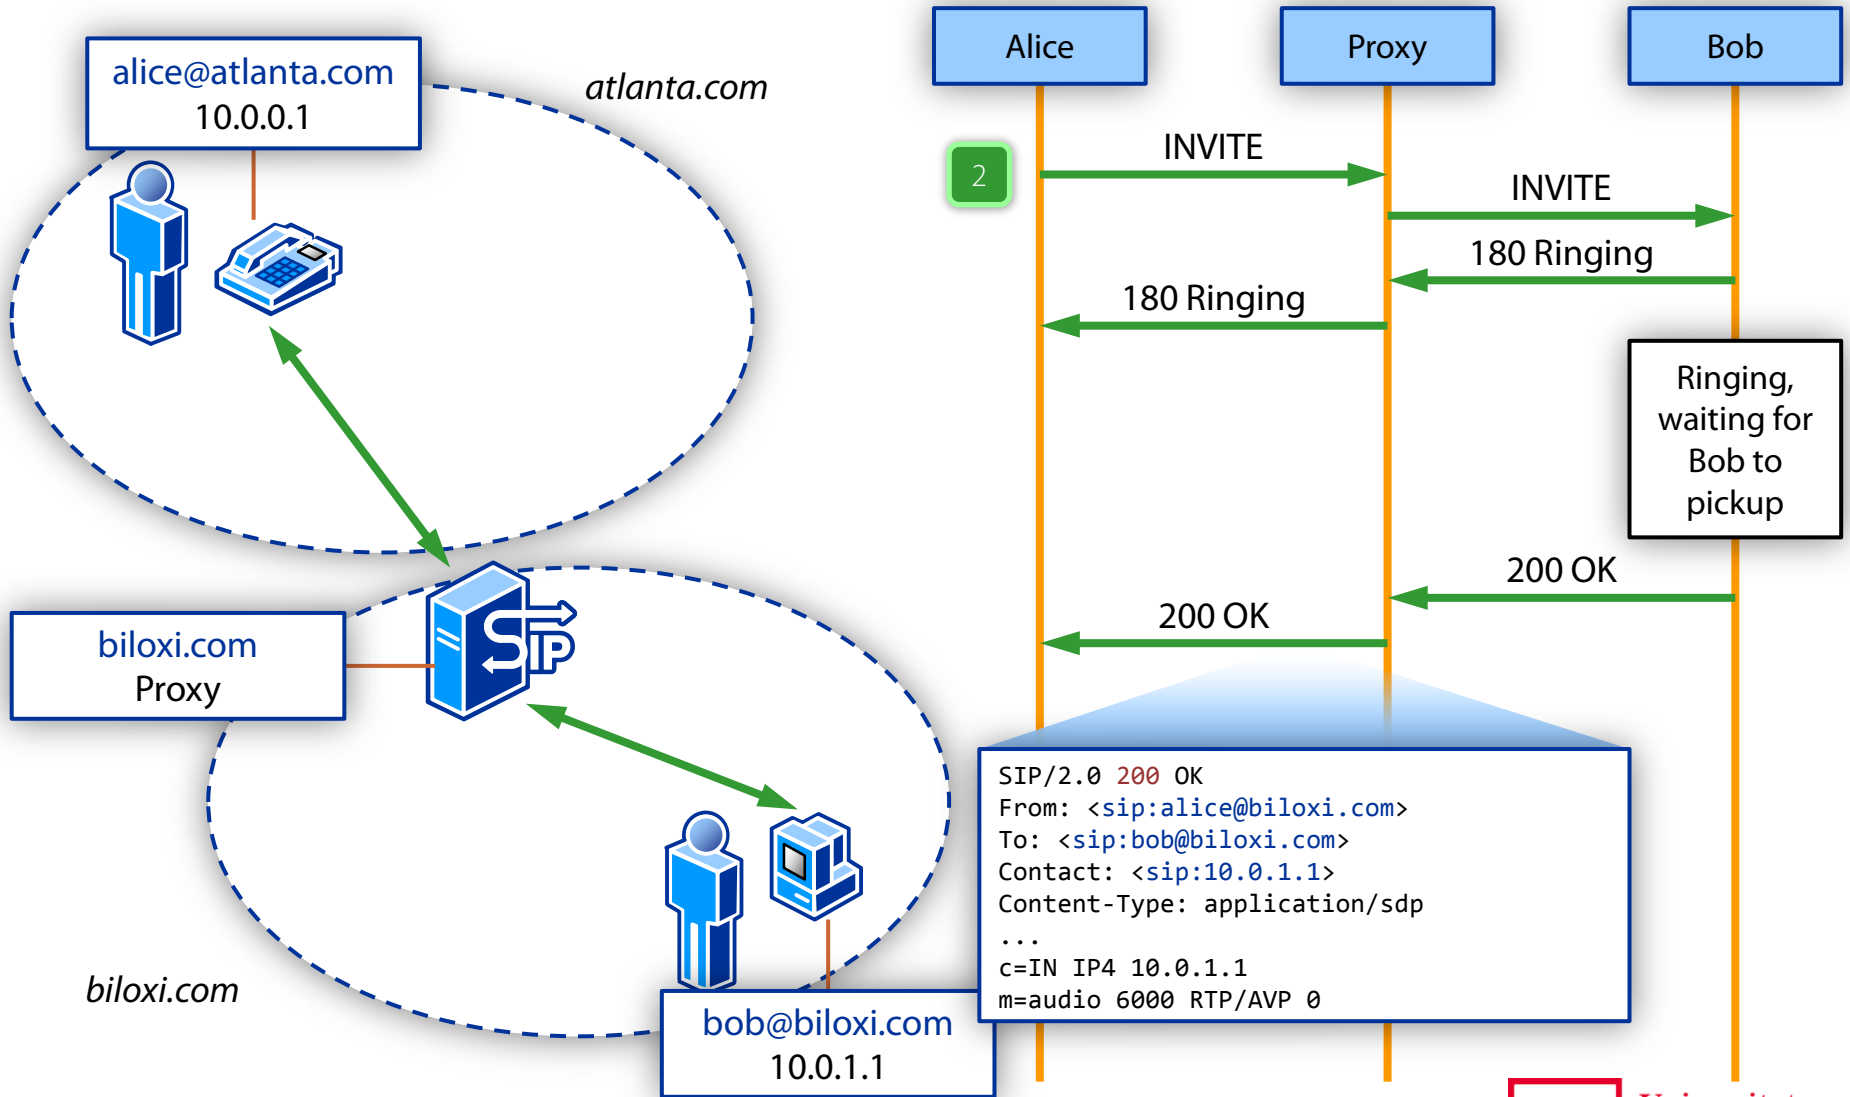 alice@atlanta.com
10.0.0.1
atlanta.com
biloxi.com
Proxy
SIP
biloxi.com
bob@biloxi.com
10.0.1.1
Alice
Proxy
Bob
2
INVITE
INVITE
180 Ringing
180 Ringing
Ringing,
waiting for
Bob to
pickup
200 OK
200 OK
SIP/2.0 200 OK
From: <sip:alice@biloxi.com>
To: <sip:bob@biloxi.com>
Contact: <sip:10.0.1.1>
Content-Type: application/sdp
...
c=IN IP4 10.0.1.1
m=audio 6000 RTP/AVP 0